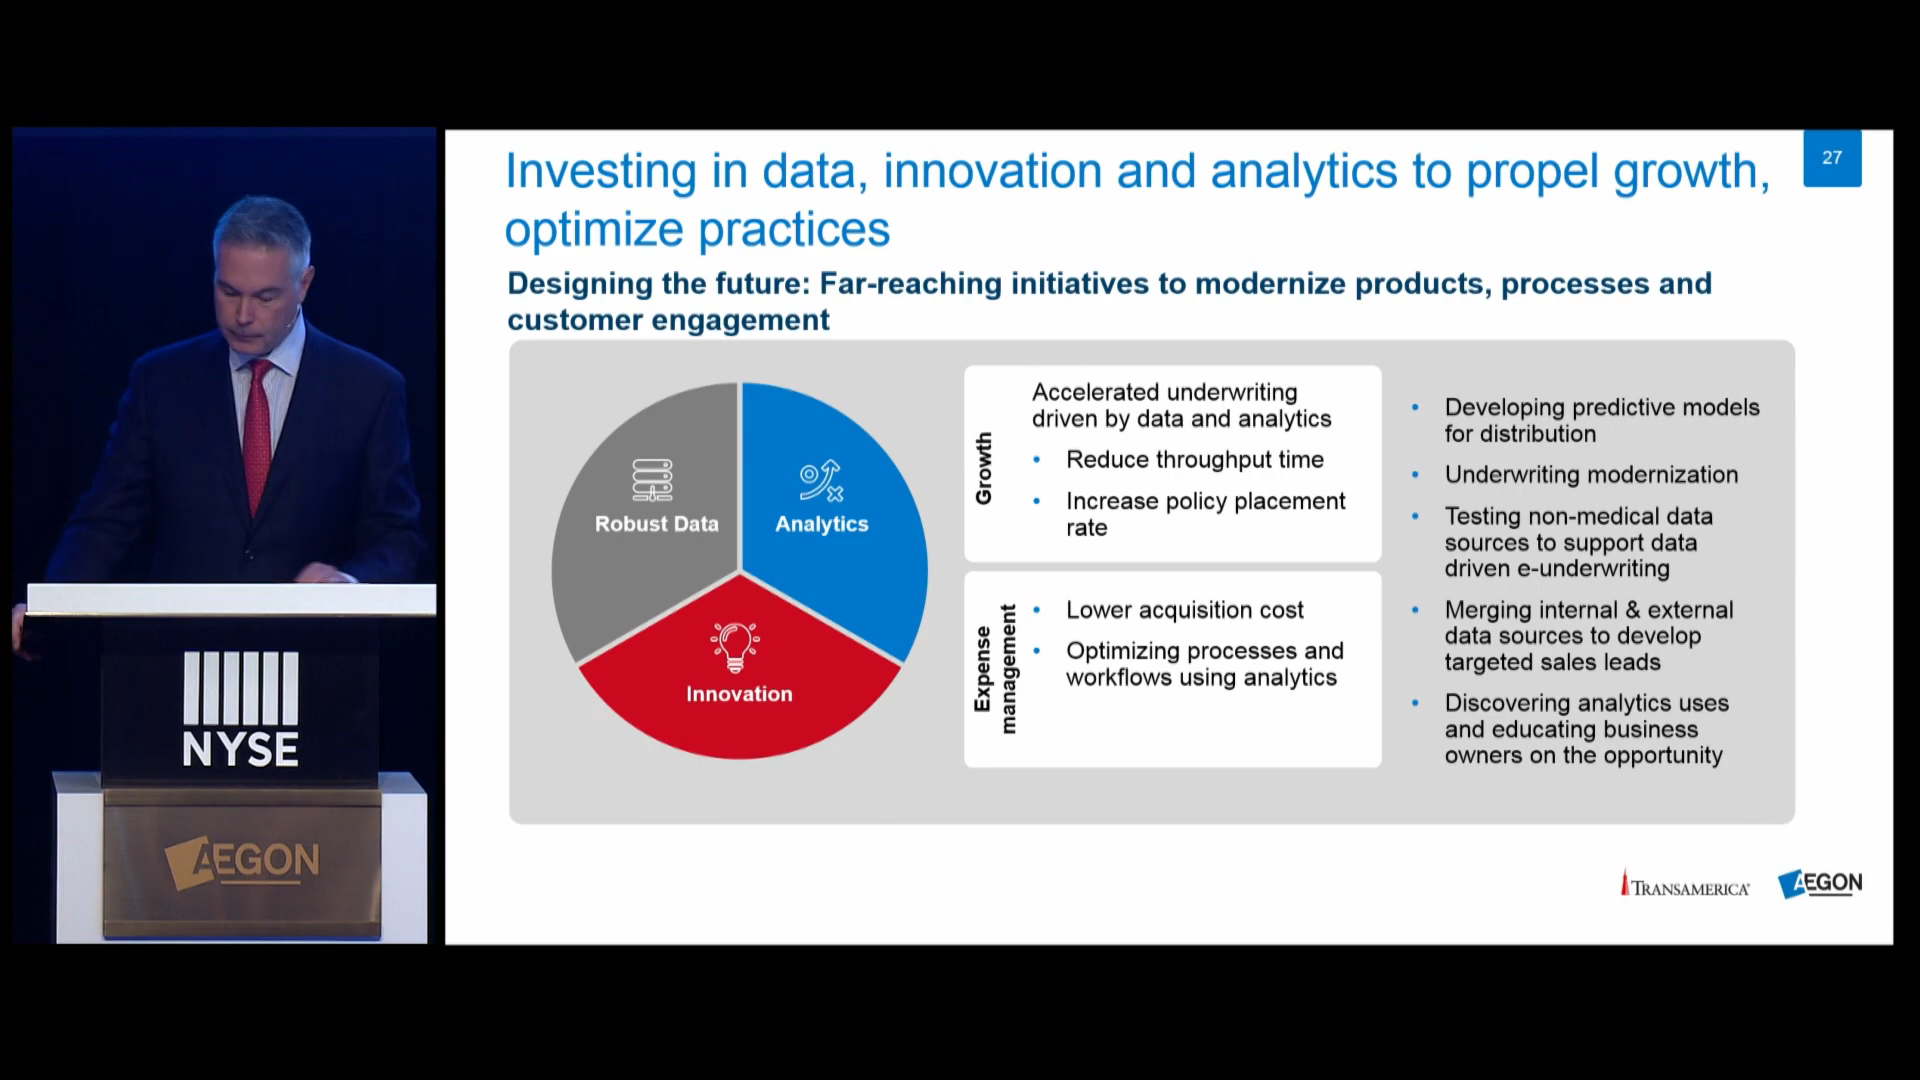 Investing in data, innovation and analytics to propel growth,
optimize practices
27
Designing the future: Far-reaching initiatives to modernize products, processes and
customer engagement
Robust Data
Analytics
Innovation
Growth
Accelerated underwriting
driven by data and analytics
• Reduce throughput time
• Increase policy placement
rate
Expense
management
• Lower acquisition cost
• Optimizing processes and
workflows using analytics
• Developing predictive models
for distribution
• Underwriting modernization
• Testing non-medical data
sources to support data
driven e-underwriting
• Merging internal & external
data sources to develop
targeted sales leads
• Discovering analytics uses
and educating business
owners on the opportunity
TRANSAMERICA®
AEGON
NYSE
AEGON